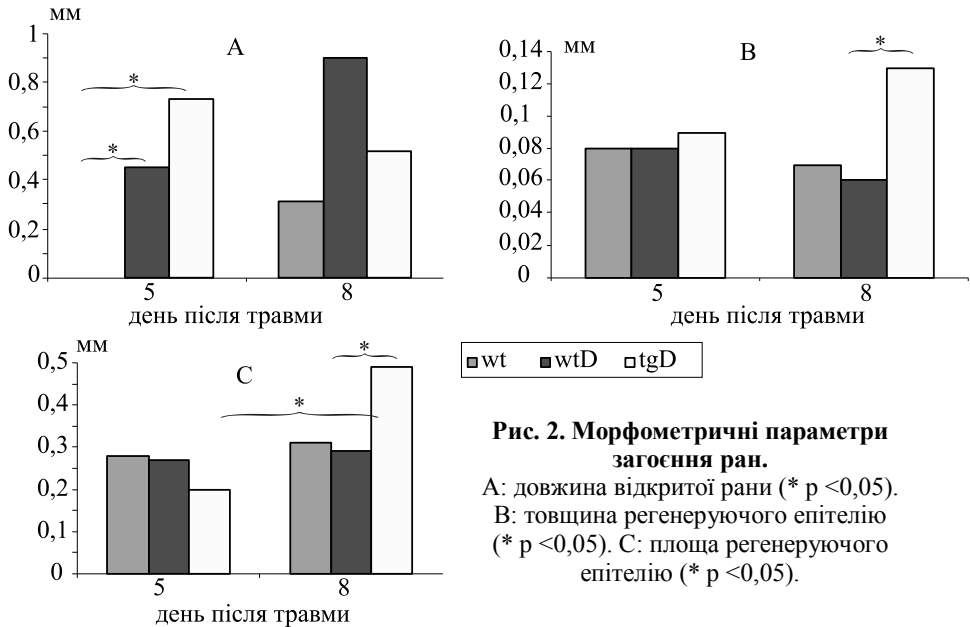 мм
1
0,8
0,6
0,4
0,2
0
A
*
*
5
8
день після травми
0,14
0,12
0,1
0,08
0,06
0,04
0,02
0
мм
B
*
5
8
день після травми
мм
0,5
0,4
0,3
0,2
0,1
0
C
*
*
5
8
день після травми
wt wtD tgD
Рис. 2. Морфометричні параметри
загоєння ран.
A: довжина відкритої рани (* p <0,05).
B: товщина регенеруючого епітелію
(* p <0,05). C: площа регенеруючого
епітелію (* p <0,05).